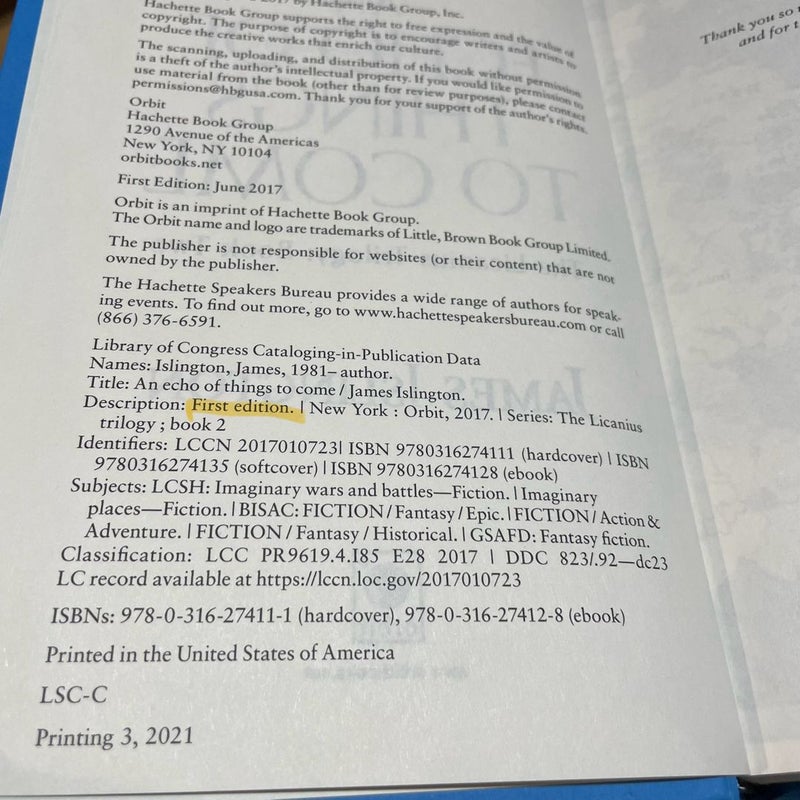 2017 by Hachette Book Group, Inc.
Hachette Book Group supports the right to free expression and the value of
copyright. The purpose of copyright is to encourage writers and artists to
produce the creative works that enrich our culture.
The scanning, uploading, and distribution of this book without permission
is a theft of the author's intellectual property. If you would like permission to
use material from the book (other than for review purposes), please contact
permissions@hbgusa.com. Thank you for your support of the author's rights.
Orbit
Hachette Book Group
1290 Avenue of the Americas
New York, NY 10104
orbitbooks.net
First Edition: June 2017
Orbit is an imprint of Hachette Book Group.
The Orbit name and logo are trademarks of Little, Brown Book Group Limited.
The publisher is not responsible for websites (or their content) that are not
owned by the publisher.
The Hachette Speakers Bureau provides a wide range of authors for speak-
ing events. To find out more, go to www.hachettespeakersbureau.com or call
(866) 376-6591.
Library of Congress Cataloging-in-Publication Data
Names: Islington, James, 1981– author.
Title: An echo of things to come / James Islington.
Description: First edition. | New York : Orbit, 2017. | Series: The Licanius
trilogy ; book 2
Identifiers: LCCN 2017010723| ISBN 9780316274111 (hardcover) | ISBN
9780316274135 (softcover) | ISBN 9780316274128 (ebook)
Subjects: LCSH: Imaginary wars and battles—Fiction. | Imaginary
places—Fiction. | BISAC: FICTION / Fantasy / Epic. | FICTION / Action &
Adventure. | FICTION / Fantasy / Historical. | GSAFD: Fantasy fiction.
Classification: LCC PR9619.4.I85 E28 2017 | DDC 823/.92—dc23
LC record available at https://lccn.loc.gov/2017010723
ISBNs: 978-0-316-27411-1 (hardcover), 978-0-316-27412-8 (ebook)
Printed in the United States of America
LSC-C
Printing 3, 2021
Thank you so
and for